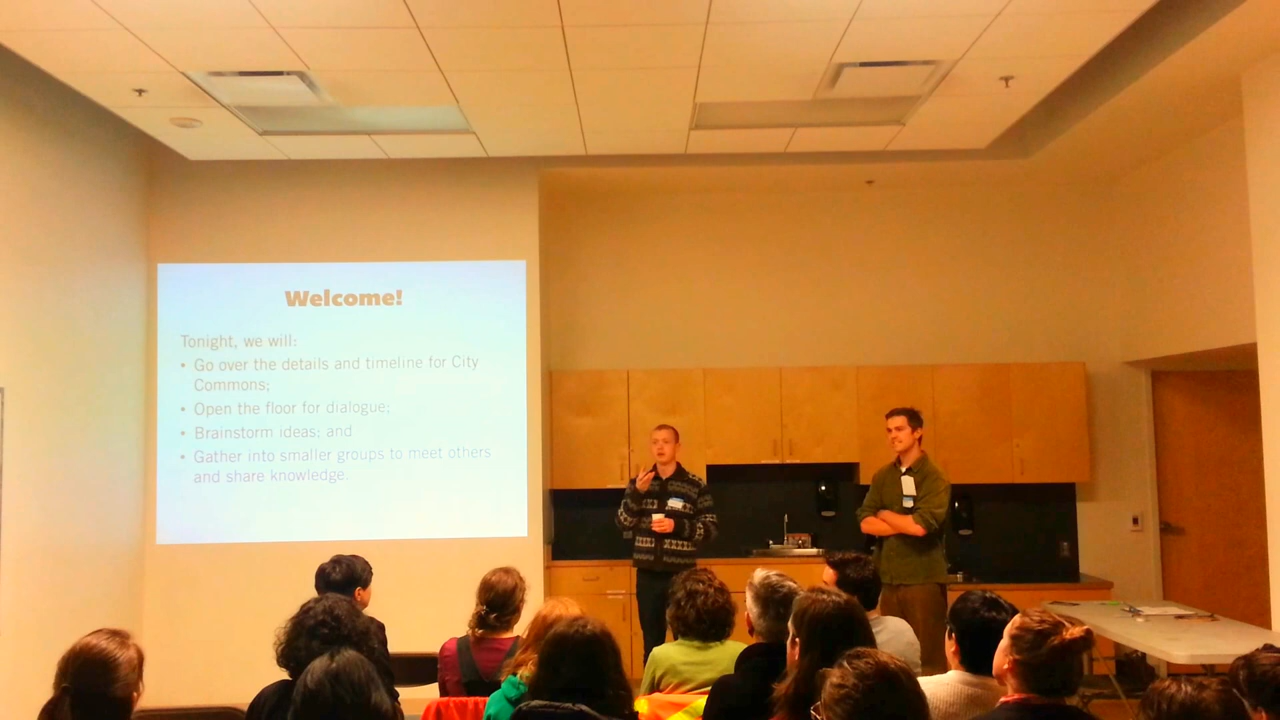 Welcome!
Tonight, we will:
• Go over the details and timeline for City
Commons;
• Open the floor for dialogue;
• Brainstorm ideas; and
• Gather into smaller groups to meet others
and share knowledge.